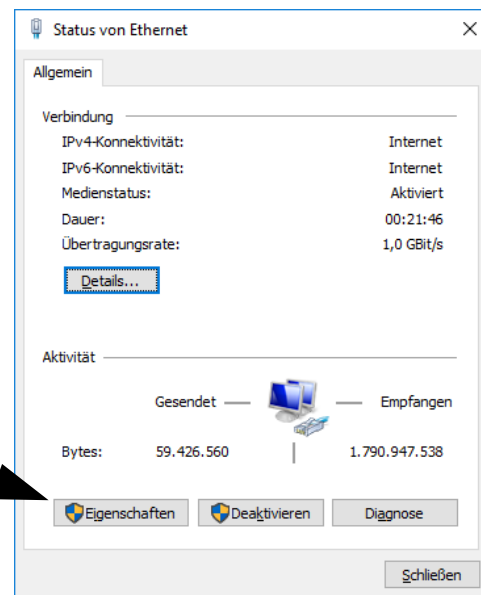 Status von Ethernet
Allgemein
Verbindung
IPv4-Konnektivität: Internet
IPv6-Konnektivität: Internet
Medienstatus: Aktiviert
Dauer: 00:21:46
Übertragungsrate: 1,0 GBit/s
Details...
Aktivität
Gesendet Empfangen
Bytes: 59.426.560 1.790.947.538
Eigenschaften Deaktivieren Diagnose
Schließen